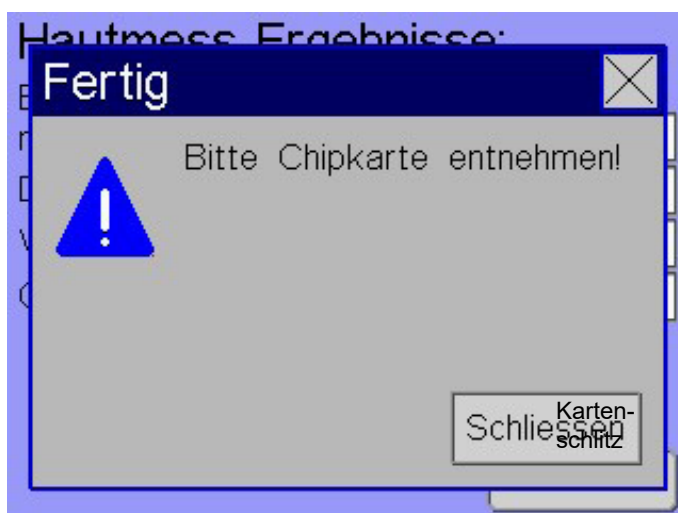 Hautmess Ergebnisse:
Fertig
Bitte Chipkarte entnehmen!
Schliessen
Karten-
schlitz